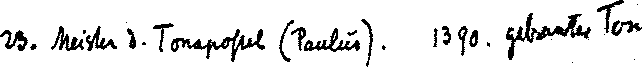 23. Meister d. Tonapostel (Paulus). 1390. gebrannter Ton